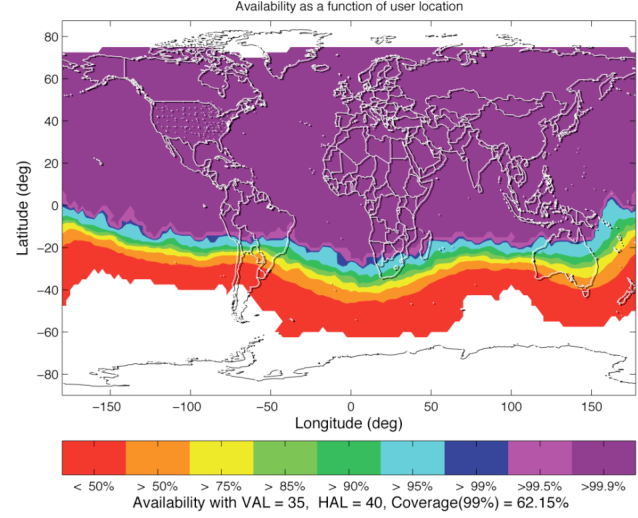 Availability as a function of user location
80
60
40
20
0
−20
−40
−60
−80
Latitude (deg)
−150 −100 −50 0 50 100 150
Longitude (deg)
< 50% > 50% > 75% > 85% > 90% > 95% > 99% >99.5% >99.9%
Availability with VAL = 35, HAL = 40, Coverage(99%) = 62.15%